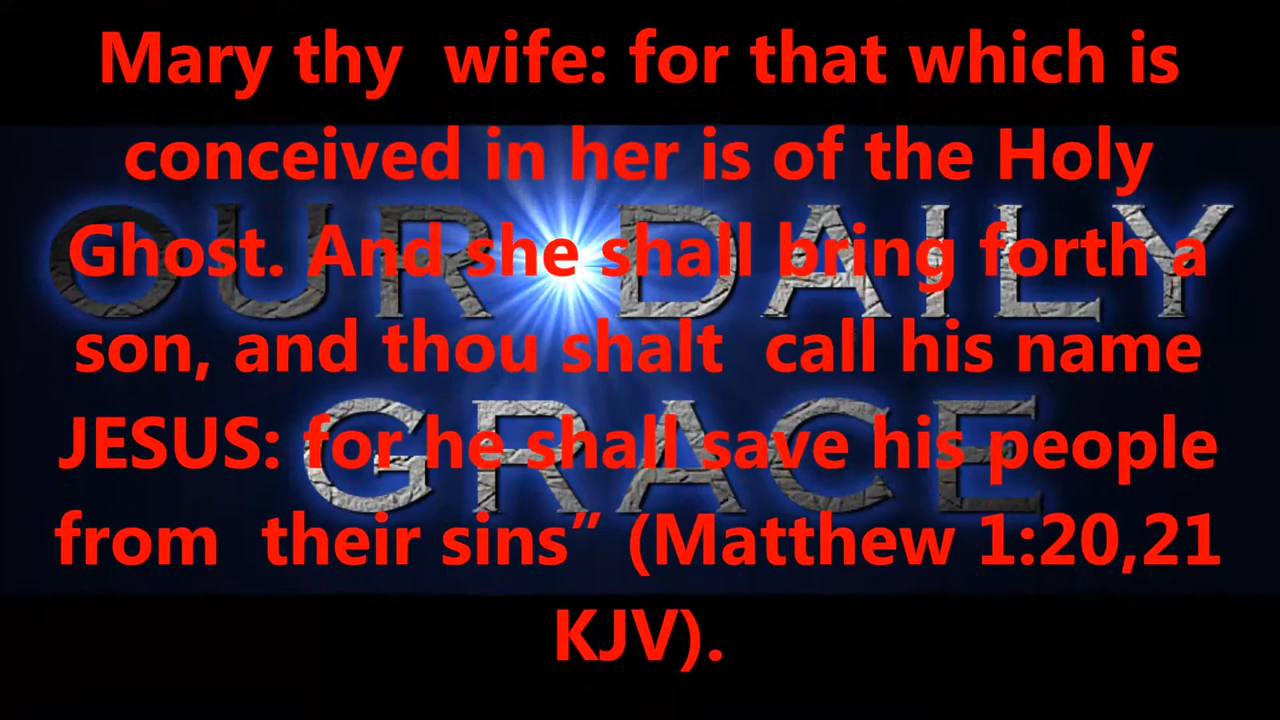 Mary thy  wife: for that which is
conceived in her is of the Holy
Ghost. And she shall bring forth a
son, and thou shalt  call his name
JESUS: for he shall save his people
from  their sins” (Matthew 1:20,21
KJV).
OUR DAILY
GRACE